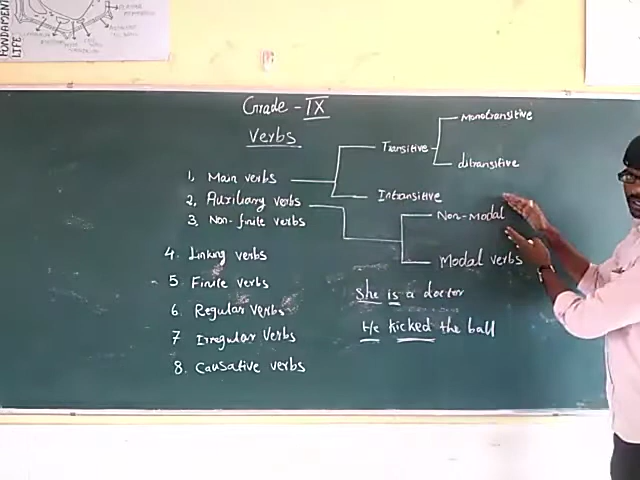 FUNDAMEN
LIFE
Grade - IX
Verbs
1. Main verbs
2. Auxiliary verbs
3. Non-finite verbs
4. Linking verbs
5 Finite verbs
6 Regular verbs
7 Irregular verbs
8. Causative verbs
Transitive
Monotransitive
ditransitive
Intransitive
Non-Modal
Modal verbs
She is a doctor
He kicked the ball